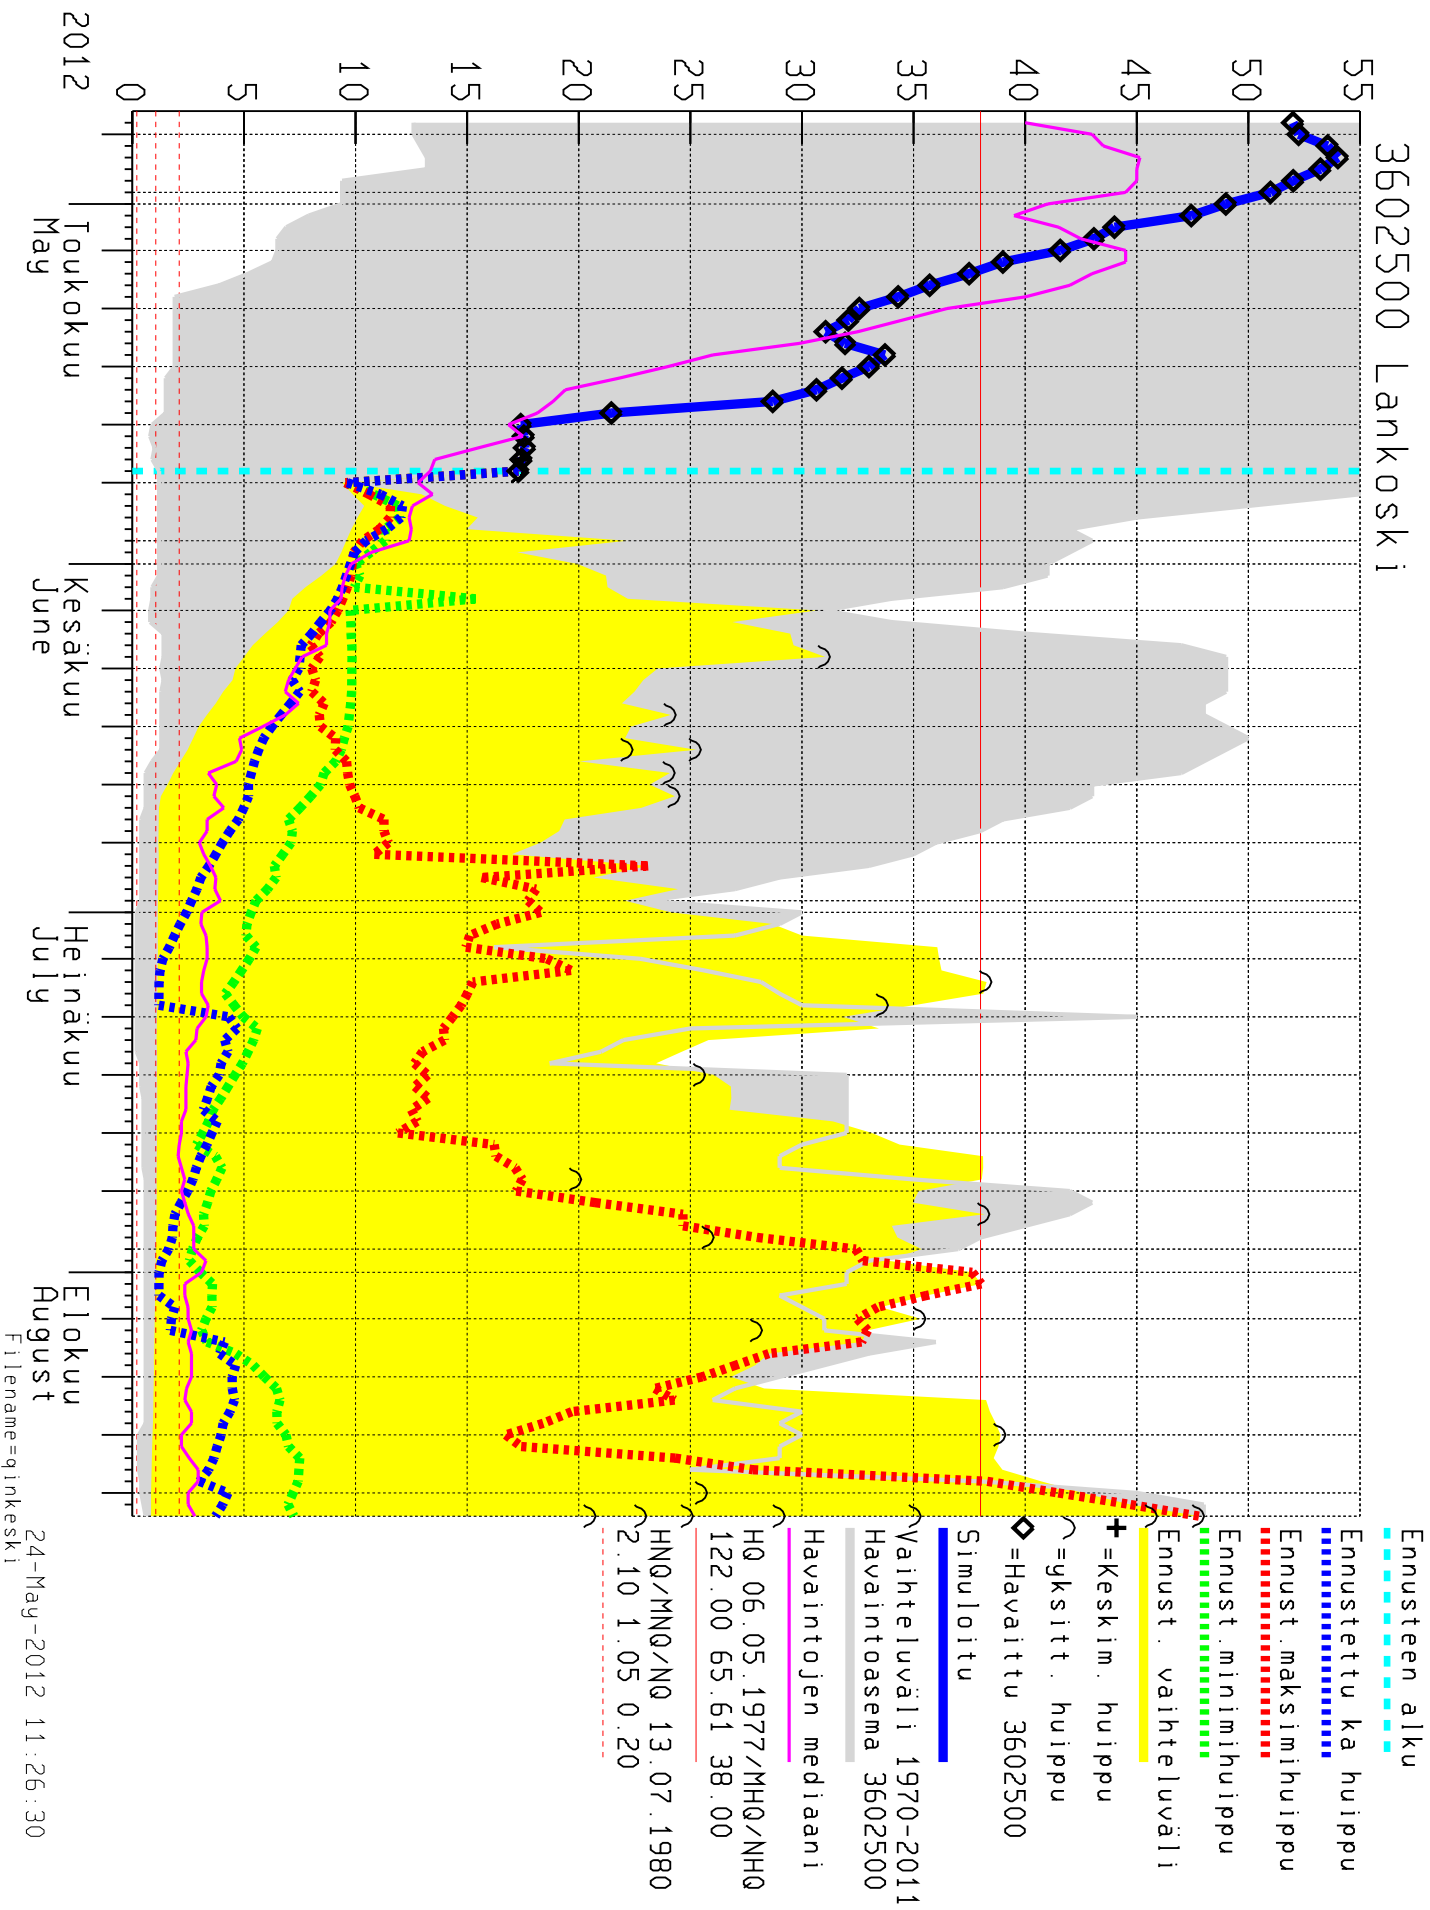 3602500 Lankoski
55
50
45
40
35
30
25
20
15
10
5
0
2012
Toukokuu
May
Kesäkuu
June
Heinäkuu
July
Elokuu
August
Ennusteen alku
Ennustettu ka huippu
Ennust.maksimihuippu
Ennust.minimihuippu
Ennust. vaihteluväli
=Keskim. huippu
=yksitt. huippu
=Havaittu 3602500
Simuloitu
Vaihteluväli 1970-2011
Havaintoasema 3602500
Havaintojen mediaani
HQ 06.05.1977/MHQ/NHQ
122.00 65.61 38.00
HNQ/MNQ/NQ 13.07.1980
2.10 1.05 0.20
24-May-2012 11:26:30
Filename=qinkeski